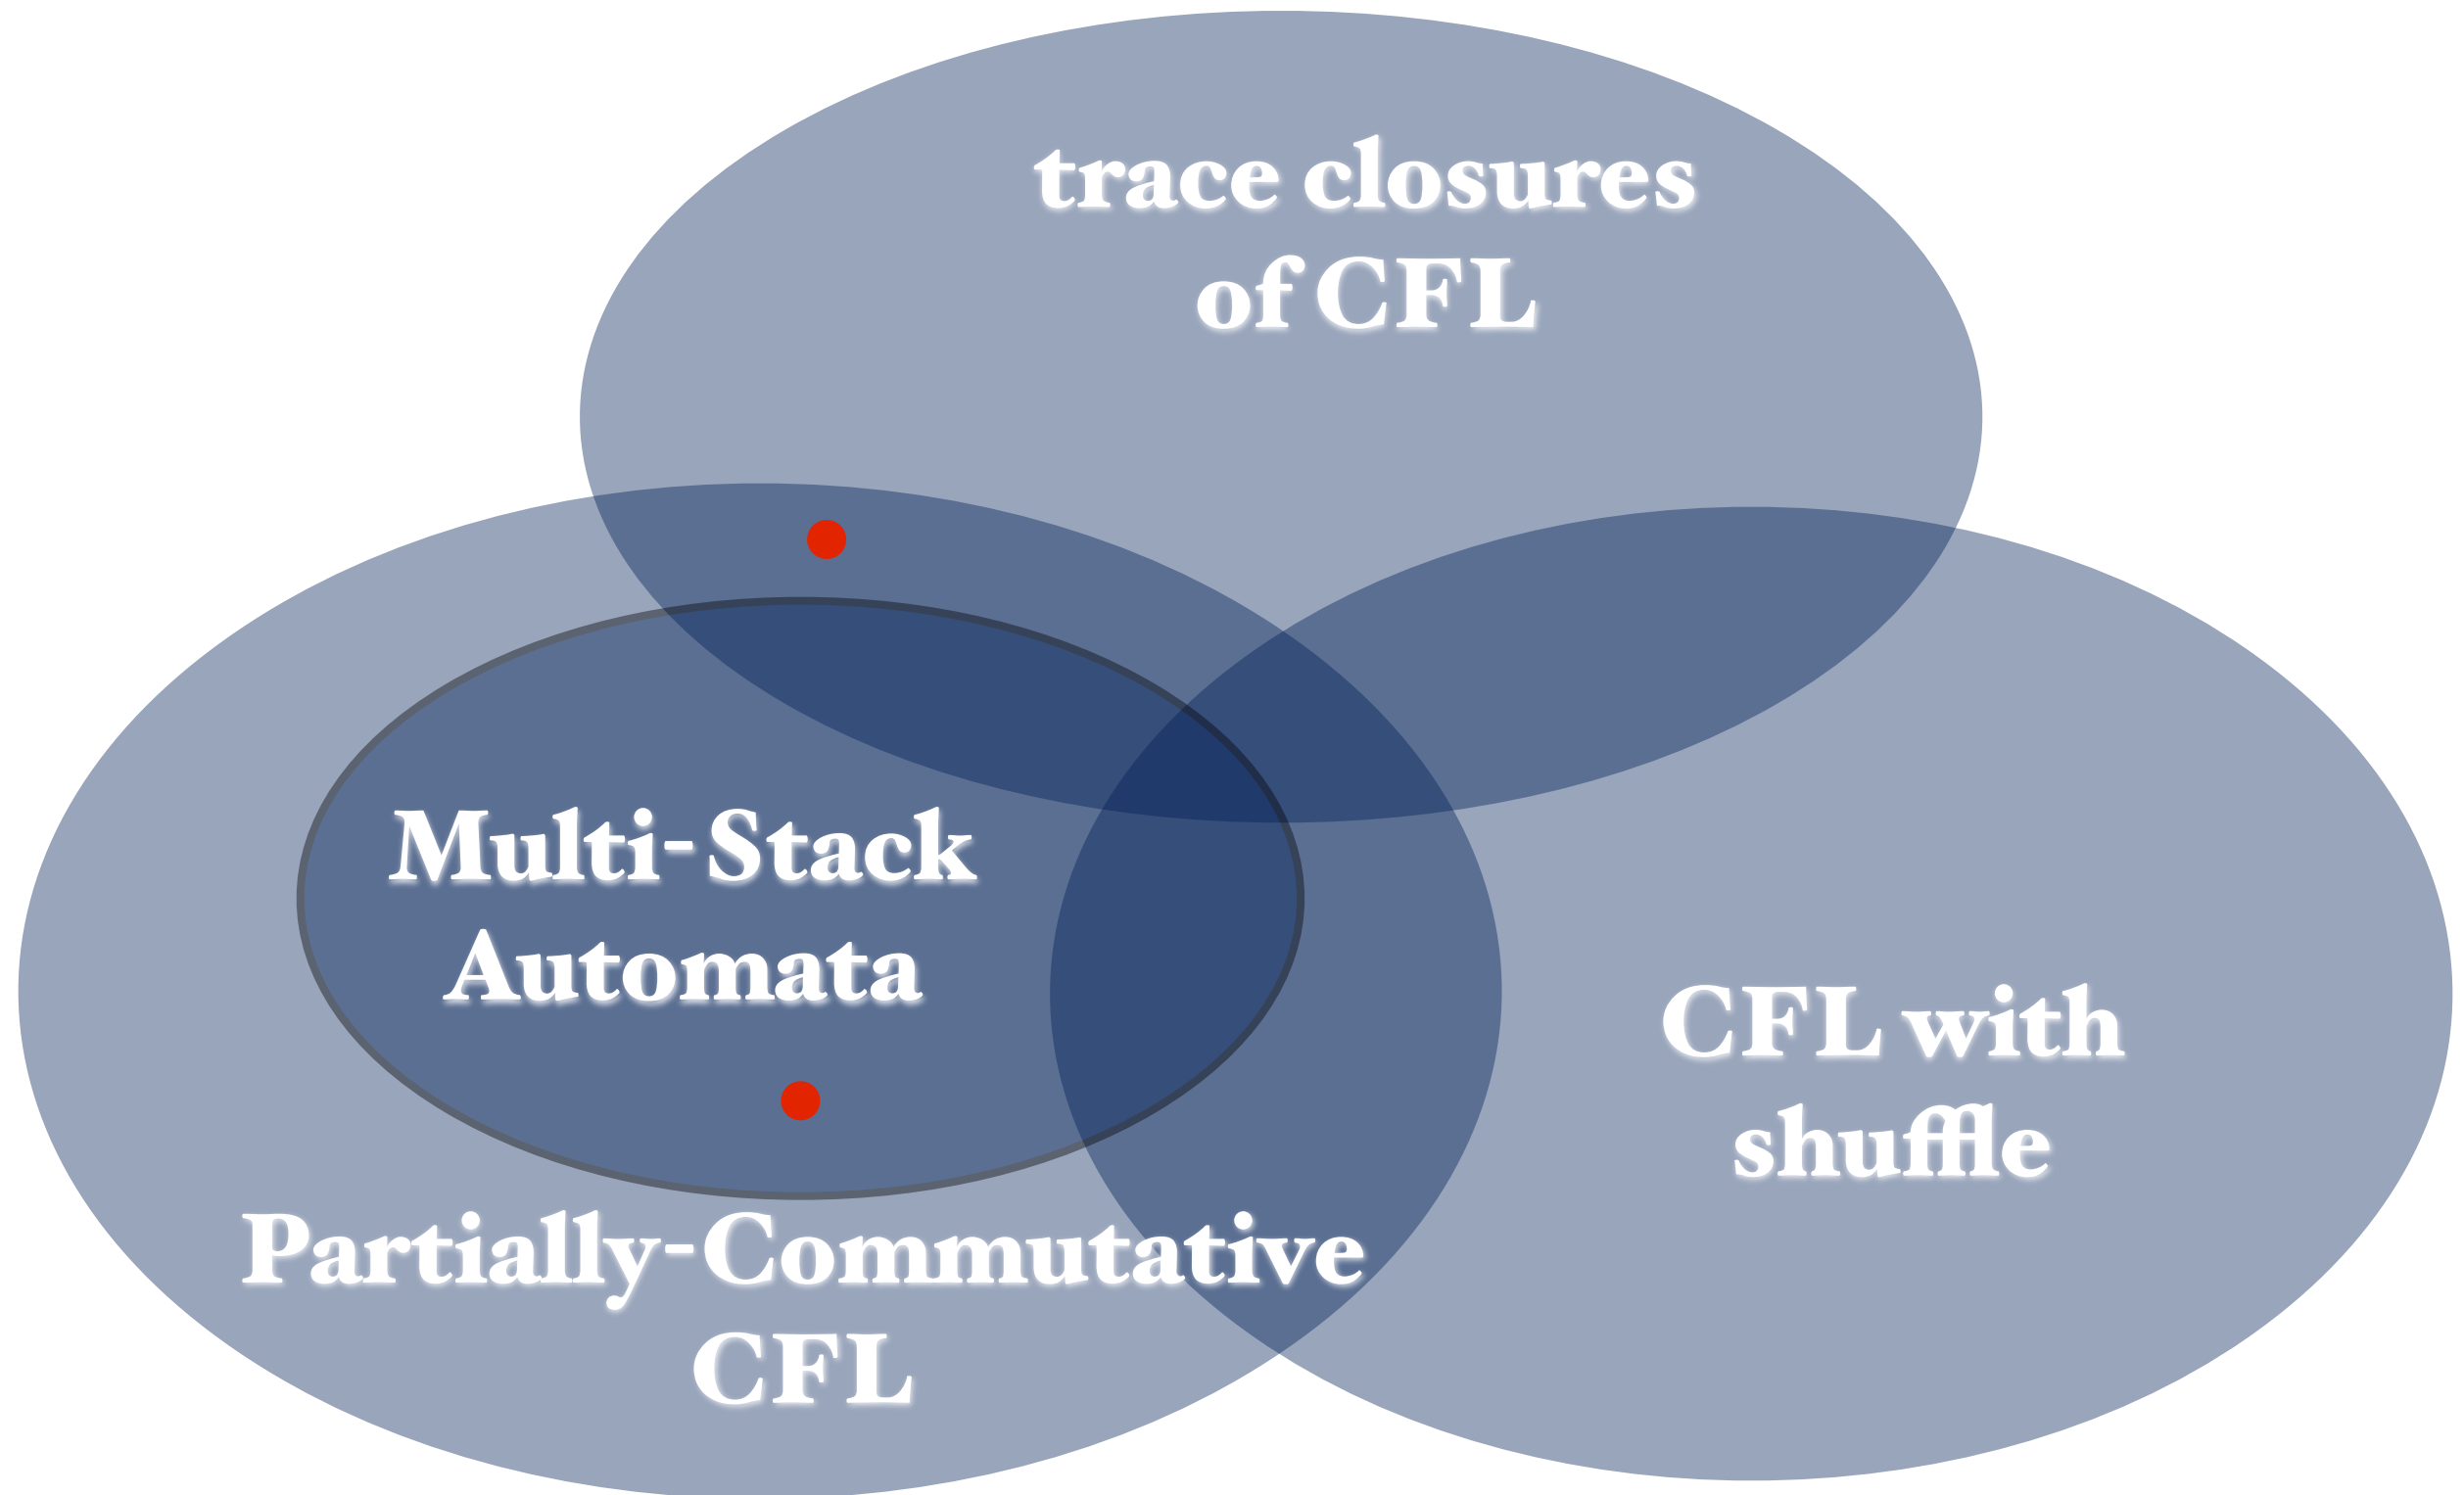 trace closures
of CFL
Multi-Stack
Automata
CFL with
shuffle
Partially-Commutative
CFL